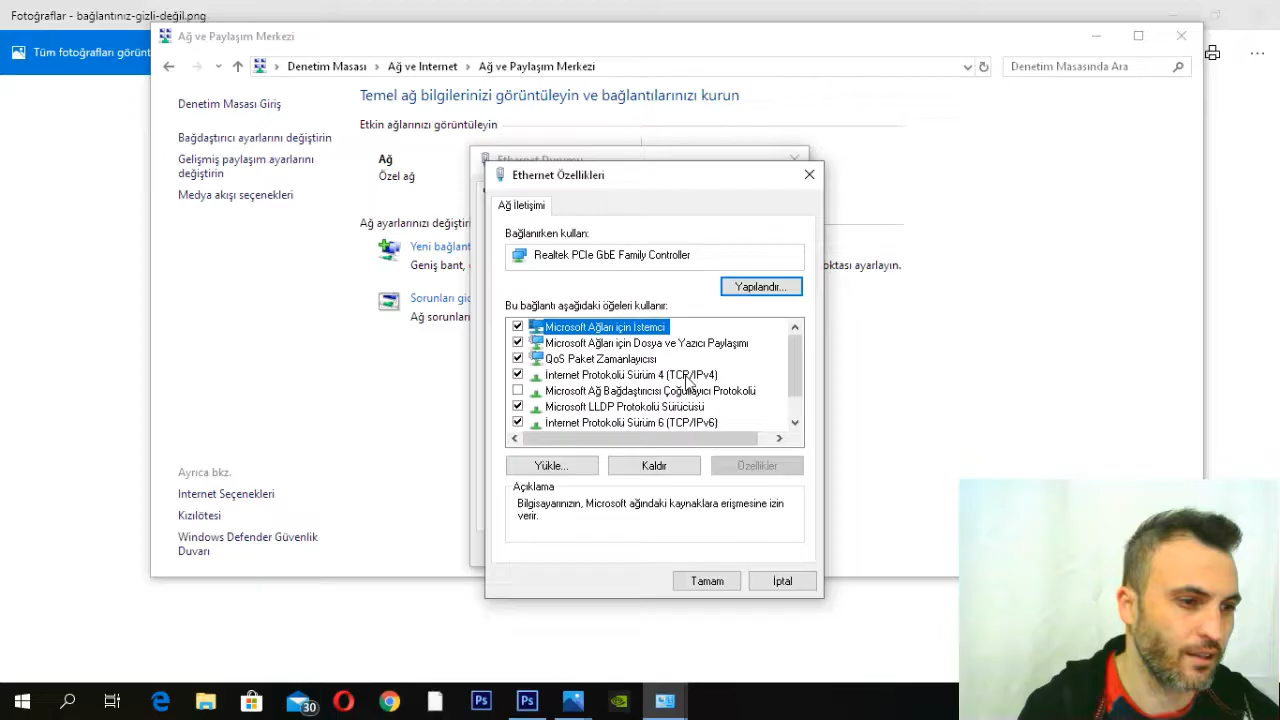 Fotoğraflar - bağlantınız-gizli-değil.png
Tüm fotoğrafları görünt
Ağ ve Paylaşım Merkezi
Denetim Masası > Ağ ve Internet > Ağ ve Paylaşım Merkezi
Denetim Masasında Ara
Denetim Masası Giriş
Bağdaştırıcı ayarlarını değiştirin
Gelişmiş paylaşım ayarlarını
değiştirin
Medya akışı seçenekleri
Temel ağ bilgilerinizi görüntüleyin ve bağlantılarınızı kurun
Etkin ağlarınızı görüntüleyin
Ağ
Özel ağ
Ağ ayarlarınızı değiştiri
Yeni bağlant
Geniş bant,
oktası ayarlayın.
Sorunları gid
Ağ sorunları
Ethernet Durumu
Ethernet Özellikleri
Ağ İletişimi
Bağlanırken kullan:
Realtek PCIe GbE Family Controller
Yapılandır...
Bu bağlantı aşağıdaki öğeleri kullanır:
Microsoft Ağları için İstemci
Microsoft Ağları için Dosya ve Yazıcı Paylaşımı
QoS Paket Zamanlayıcısı
İnternet Protokolü Sürüm 4 (TCP/IPv4)
Microsoft Ağ Bağdaştırıcısı Çoğullayıcı Protokolü
Microsoft LLDP Protokolü Sürücüsü
İnternet Protokolü Sürüm 6 (TCP/IPv6)
Yükle...
Kaldır
Özellikler
Açıklama
Bilgisayarınızın, Microsoft ağındaki kaynaklara erişmesine izin
verir.
Tamam
İptal
Ayrıca bkz.
Internet Seçenekleri
Kızılötesi
Windows Defender Güvenlik
Duvarı
30
Ps
Ps